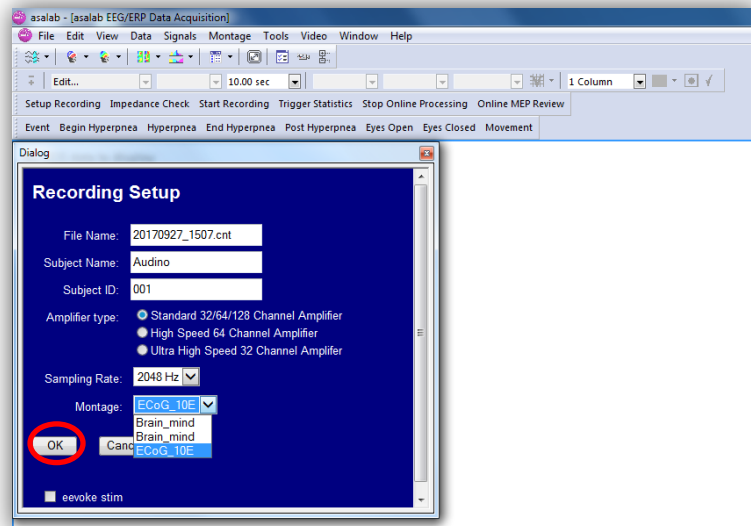 asalab - [asalab EEG/ERP Data Acquisition]
File Edit View Data Signals Montage Tools Video Window Help
Edit... 10.00 sec 1 Column
Setup Recording Impedance Check Start Recording Trigger Statistics Stop Online Processing Online MEP Review
Event Begin Hyperpnea Hyperpnea End Hyperpnea Post Hyperpnea Eyes Open Eyes Closed Movement
Dialog
Recording Setup
File Name: 20170927_1507.cnt
Subject Name: Audino
Subject ID: 001
Amplifier type: Standard 32/64/128 Channel Amplifier
High Speed 64 Channel Amplifier
Ultra High Speed 32 Channel Amplifer
Sampling Rate: 2048 Hz
Montage: ECoG_10E
Brain_mind
Brain_mind
OK Canc ECoG_10E
eevoke stim